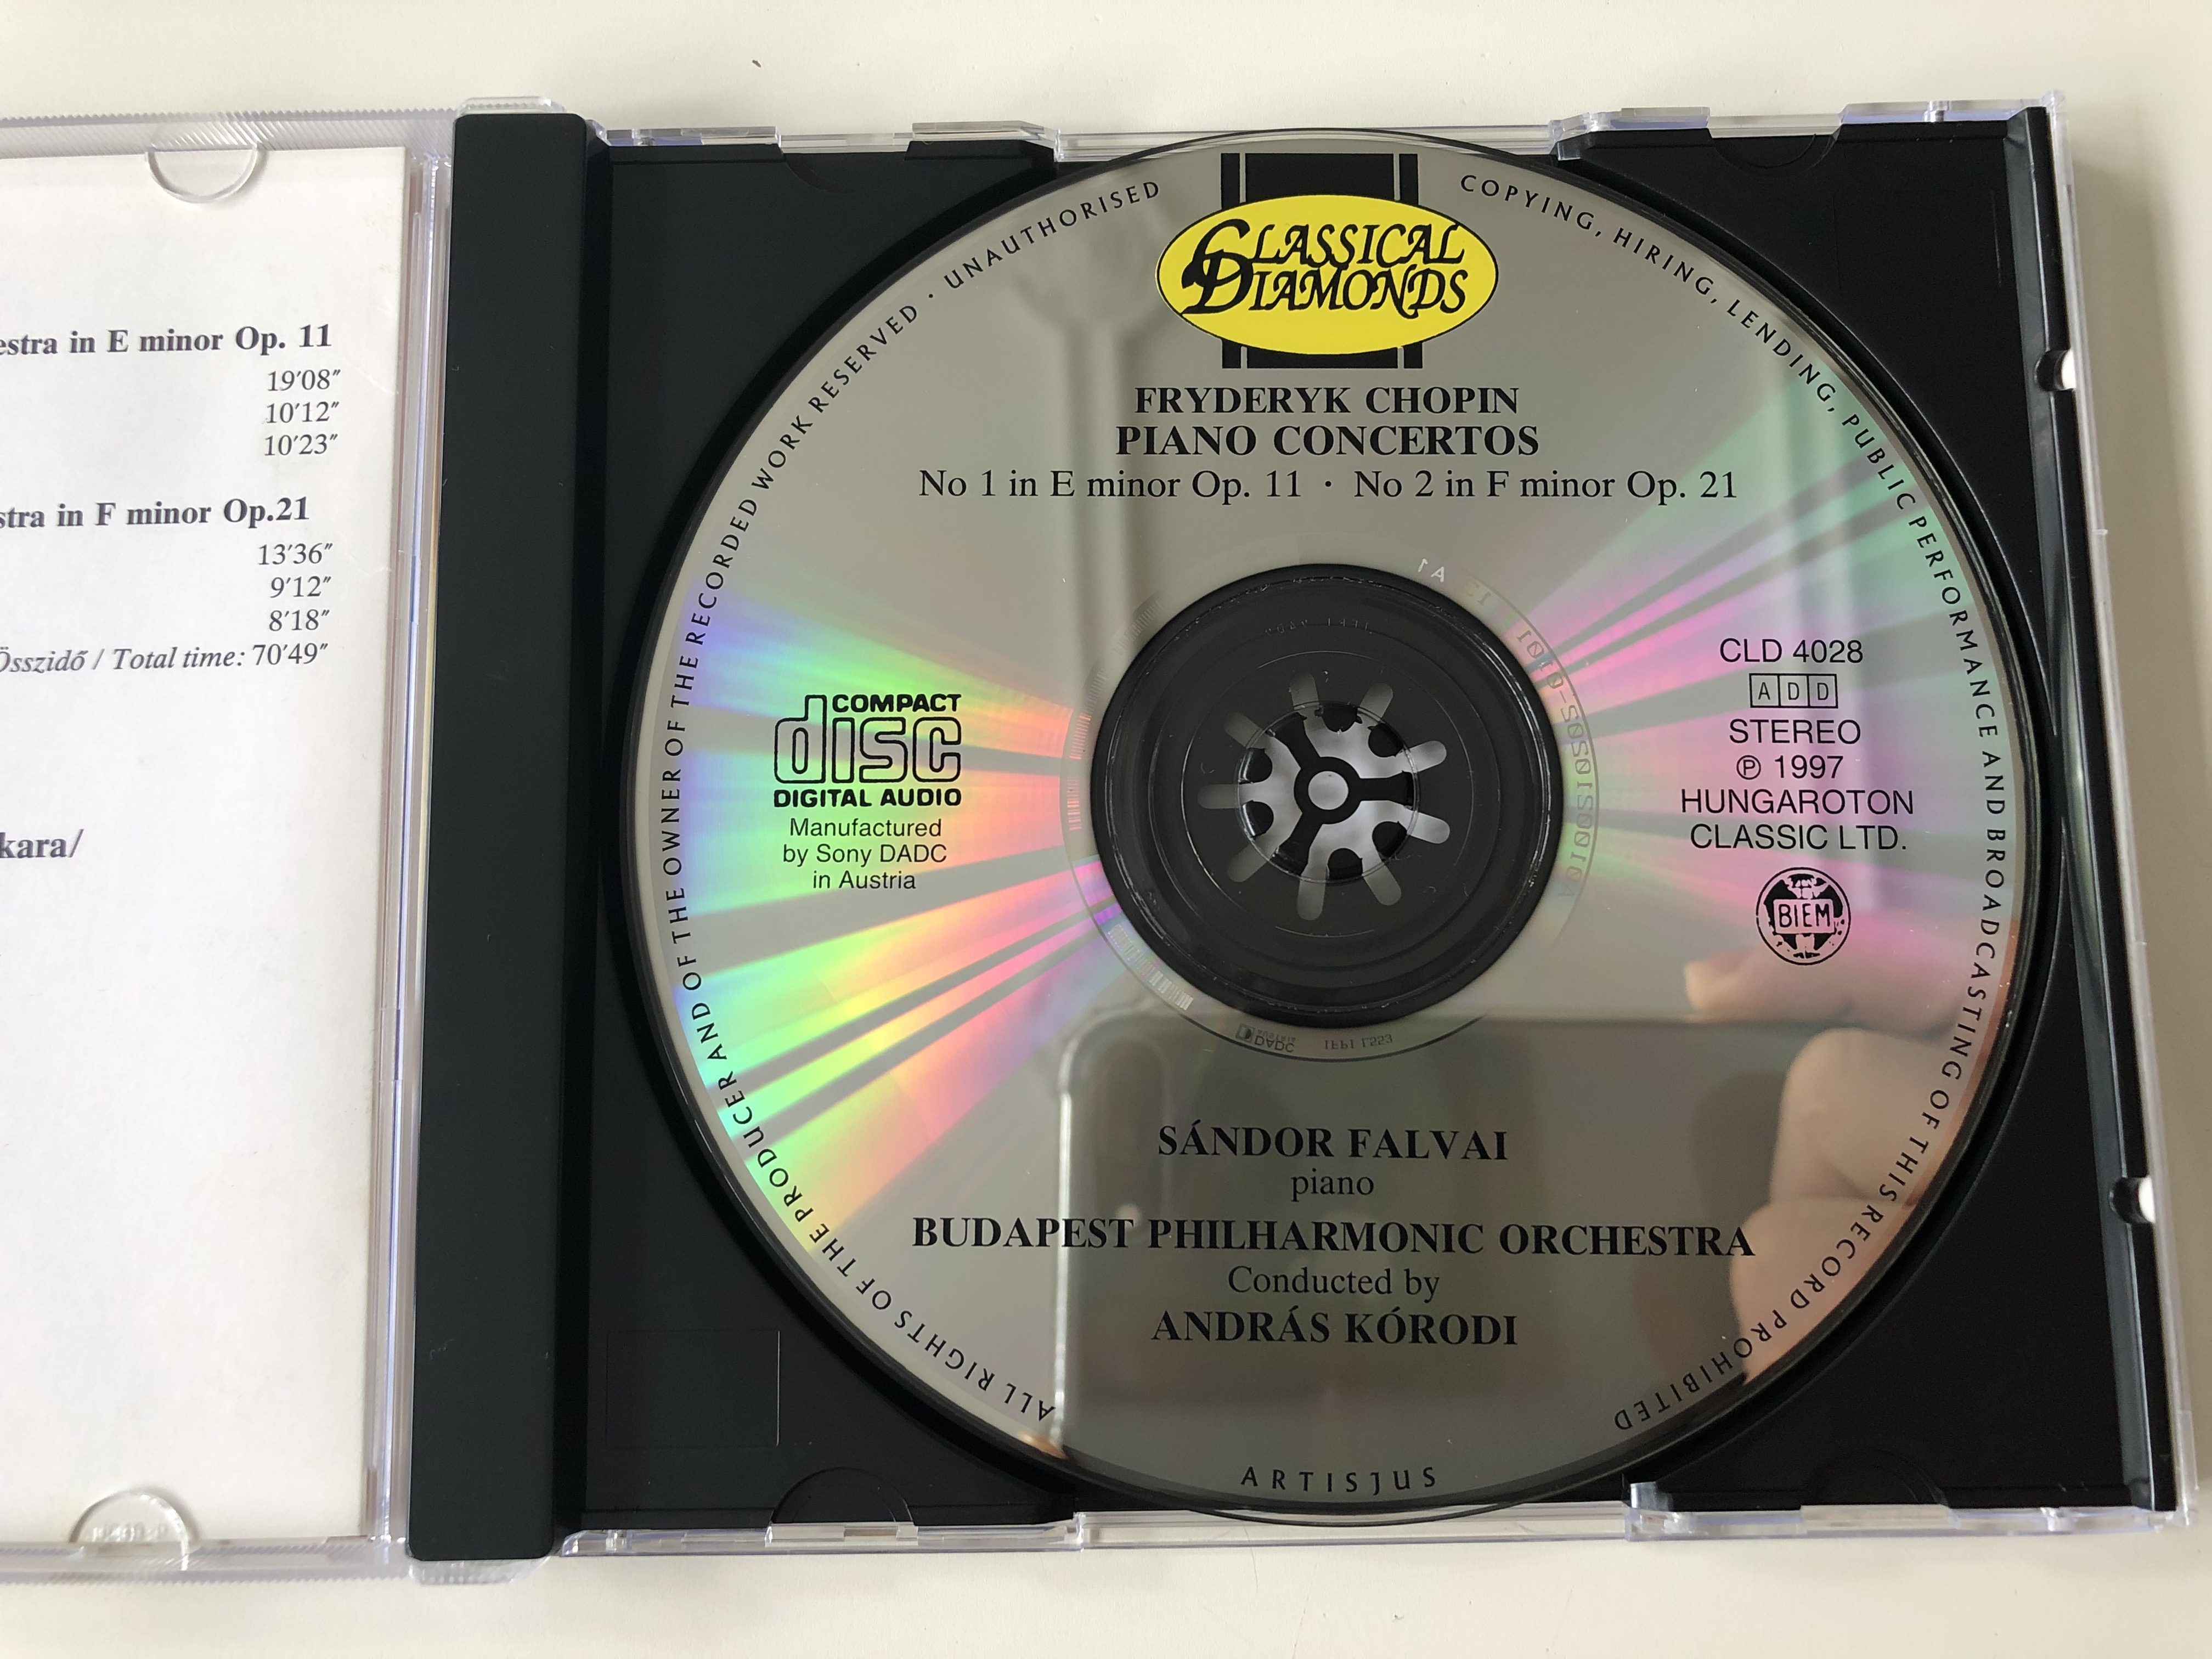 estra in E minor Op. 11
19'08"
10'12"
10'23"
stra in F minor Op.21
13'36"
9'12"
8'18"
Összidő / Total time: 70'49"
kara/
CLASSICAL
DIAMONDS
FRYDERYK CHOPIN
PIANO CONCERTOS
No 1 in E minor Op. 11 · No 2 in F minor Op. 21
COMPACT
disc
DIGITAL AUDIO
Manufactured
by Sony DADC
in Austria
CLD 4028
ADD
STEREO
℗ 1997
HUNGAROTON
CLASSIC LTD.
BIEM
SÁNDOR FALVAI
piano
BUDAPEST PHILHARMONIC ORCHESTRA
Conducted by
ANDRÁS KÓRODI
ALL RIGHTS OF THE PRODUCER AND OF THE OWNER OF THE RECORDED WORK RESERVED · UNAUTHORISED COPYING, HIRING, LENDING, PUBLIC PERFORMANCE AND BROADCASTING OF THIS RECORD PROHIBITED
ARTISJUS
A1
DADC
IFPI L553